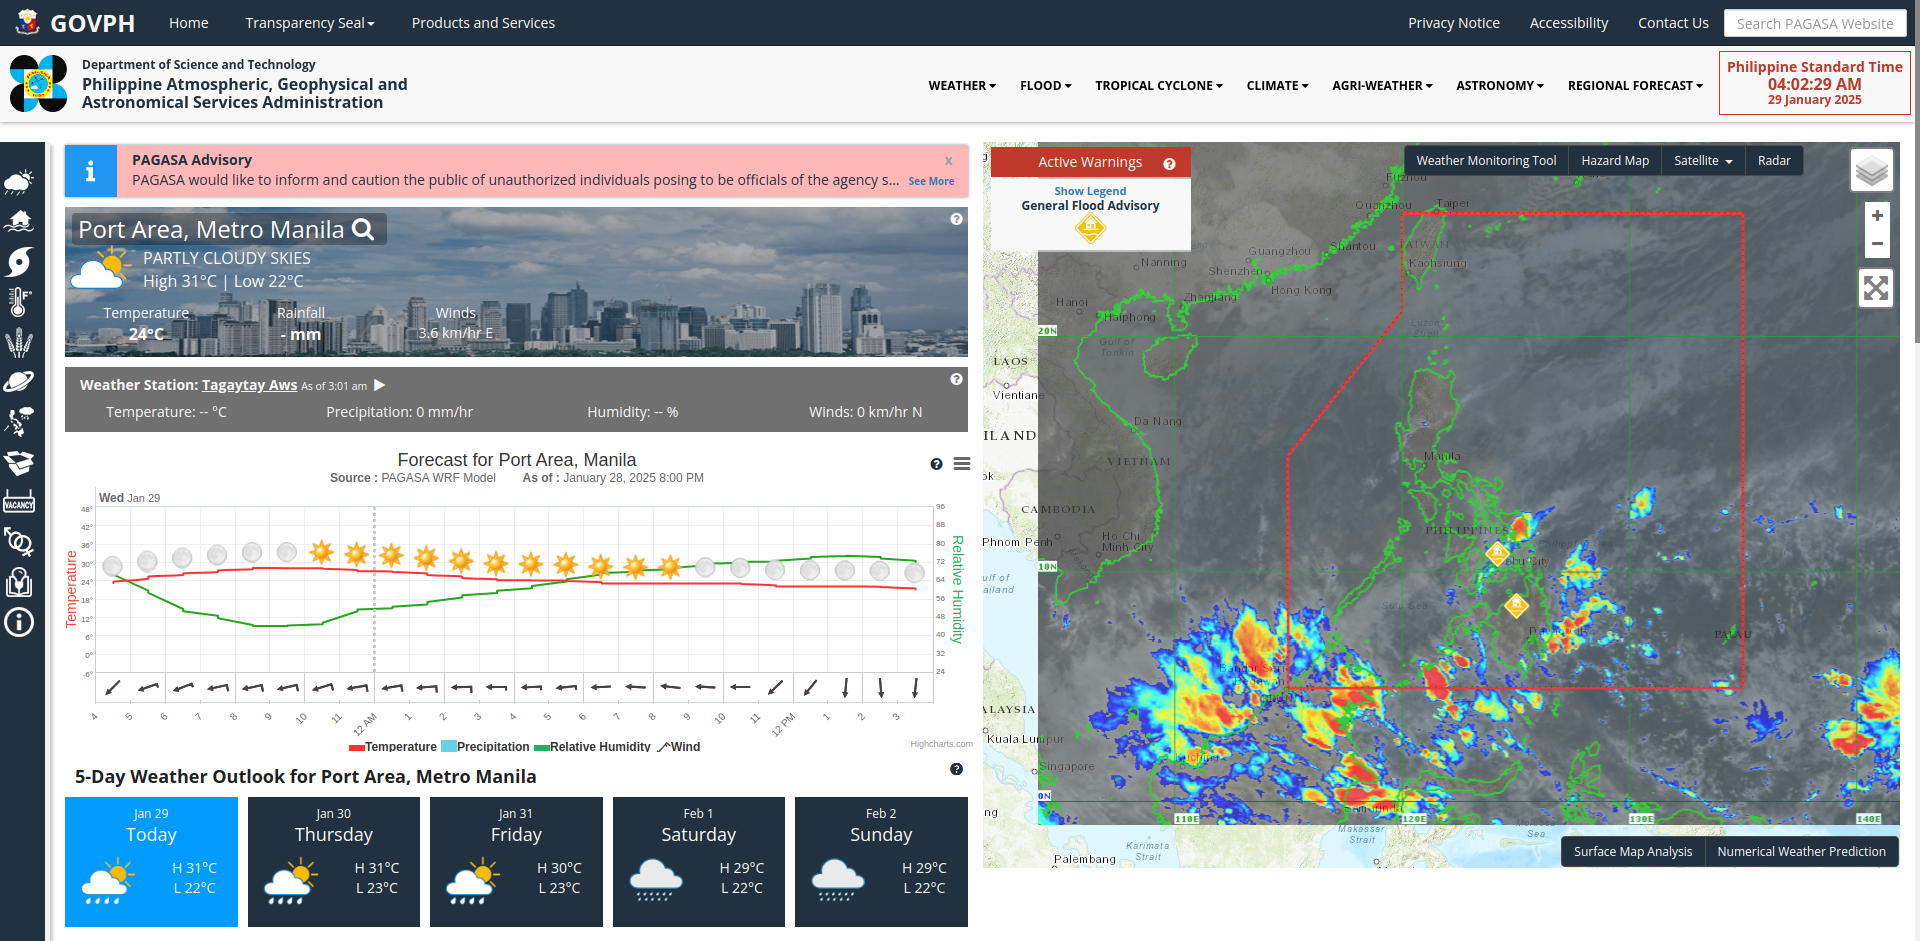 GOVPH
Home
Transparency Seal
Products and Services
Privacy Notice
Accessibility
Contact Us
Search PAGASA Website
Department of Science and Technology
Philippine Atmospheric, Geophysical and
Astronomical Services Administration
WEATHER
FLOOD
TROPICAL CYCLONE
CLIMATE
AGRI-WEATHER
ASTRONOMY
REGIONAL FORECAST
Philippine Standard Time
04:02:29 AM
29 January 2025
PAGASA Advisory
x
PAGASA would like to inform and caution the public of unauthorized individuals posing to be officials of the agency s... See More
Port Area, Metro Manila
PARTLY CLOUDY SKIES
High 31°C | Low 22°C
Temperature
24°C
Rainfall
- mm
Winds
3.6 km/hr E
Weather Station: Tagaytay Aws As of 3:01 am
Temperature: -- °C
Precipitation: 0 mm/hr
Humidity: -- %
Winds: 0 km/hr N
Forecast for Port Area, Manila
Source : PAGASA WRF Model As of : January 28, 2025 8:00 PM
Wed Jan 29
48°
42°
36°
30°
24°
18°
12°
6°
0°
-6°
Temperature
96
88
80
72
64
56
48
40
32
24
Relative Humidity
4 5 6 7 8 9 10 11 12 AM 1 2 3 4 5 6 7 8 9 10 11 12 PM 1 2 3
Temperature Precipitation Relative Humidity Wind
Highcharts.com
5-Day Weather Outlook for Port Area, Metro Manila
Jan 29
Today
H 31°C
L 22°C
Jan 30
Thursday
H 31°C
L 23°C
Jan 31
Friday
H 30°C
L 23°C
Feb 1
Saturday
H 29°C
L 22°C
Feb 2
Sunday
H 29°C
L 22°C
VACANCY
°F
Active Warnings
Show Legend
General Flood Advisory
Weather Monitoring Tool
Hazard Map
Satellite
Radar
+
−
Fuzhou
Quanzhou
Taipei
Shantou
TAIWAN
Guangzhou
Kaohsiung
Nanning
Shenzhen
Hong Kong
Hanoi
Zhanjiang
Haiphong
20N
Gulf of
Tonkin
LAOS
Vientiane
ILAND
Da Nang
VIETNAM
Manila
ok
CAMBODIA
PHILIPPINES
Phnom Penh
Ho Chi
Minh City
10N
ulf of
ailand
Sulu Sea
PALAU
ALAYSIA
Kuala Lumpur
Kuching
Singapore
0N
ng
110E
120E
130E
140E
Makassar
Strait
Sea
Karimata
Strait
Palembang
Surface Map Analysis
Numerical Weather Prediction